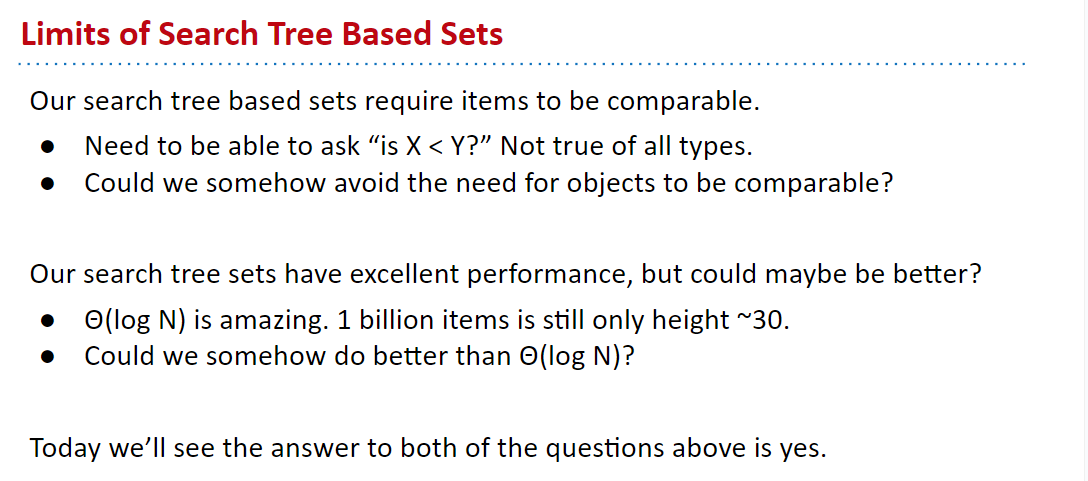 Limits of Search Tree Based Sets
Our search tree based sets require items to be comparable.
● Need to be able to ask “is X < Y?” Not true of all types.
● Could we somehow avoid the need for objects to be comparable?
Our search tree sets have excellent performance, but could maybe be better?
● Θ(log N) is amazing. 1 billion items is still only height ~30.
● Could we somehow do better than Θ(log N)?
Today we’ll see the answer to both of the questions above is yes.